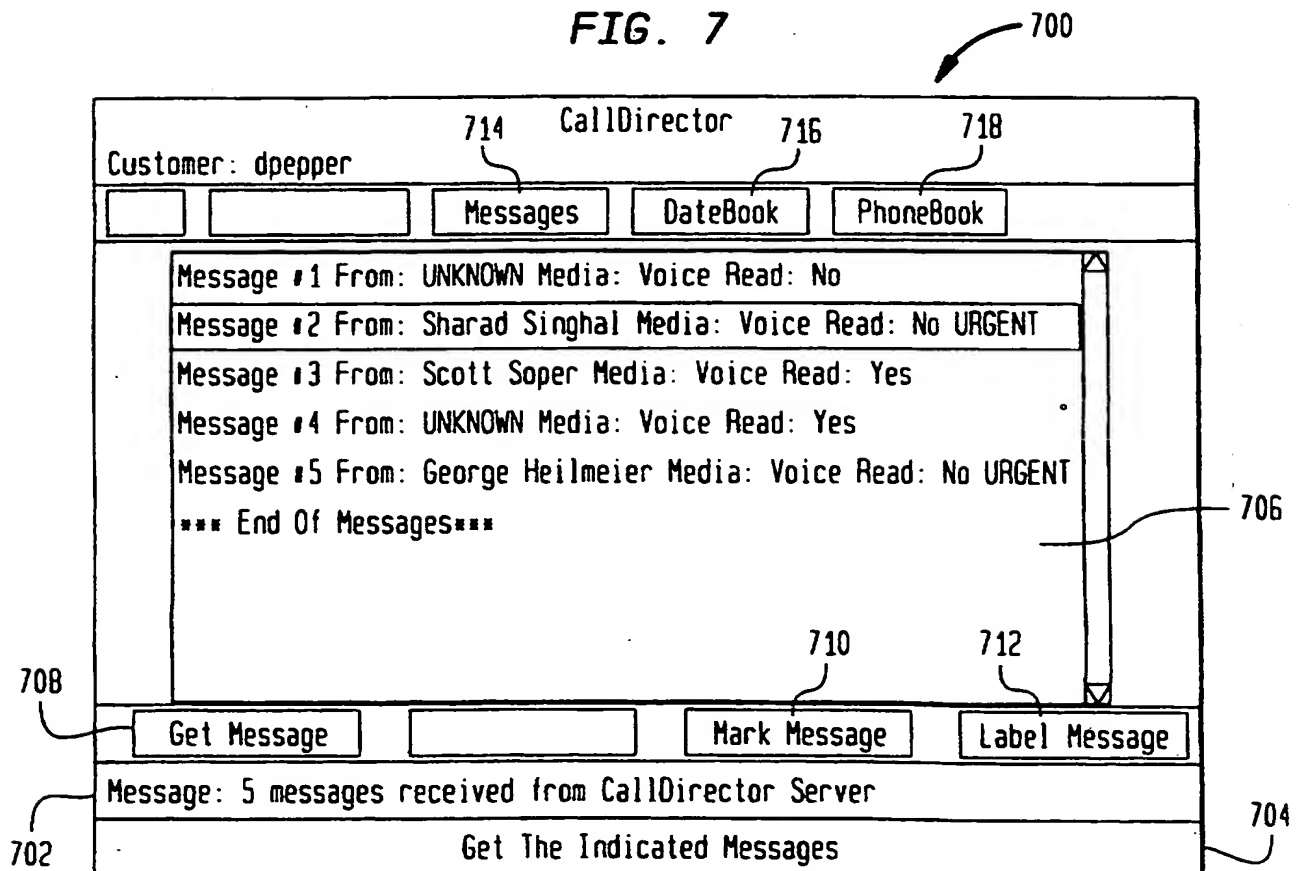 FIG. 7
700
CallDirector
714
716
718
Customer: dpepper
Messages
DateBook
PhoneBook
Message #1 From: UNKNOWN Media: Voice Read: No
Message #2 From: Sharad Singhal Media: Voice Read: No URGENT
Message #3 From: Scott Soper Media: Voice Read: Yes
Message #4 From: UNKNOWN Media: Voice Read: Yes
Message #5 From: George Heilmeier Media: Voice Read: No URGENT
*** End Of Messages***
706
710
712
708
Get Message
Mark Message
Label Message
Message: 5 messages received from CallDirector Server
704
702
Get The Indicated Messages